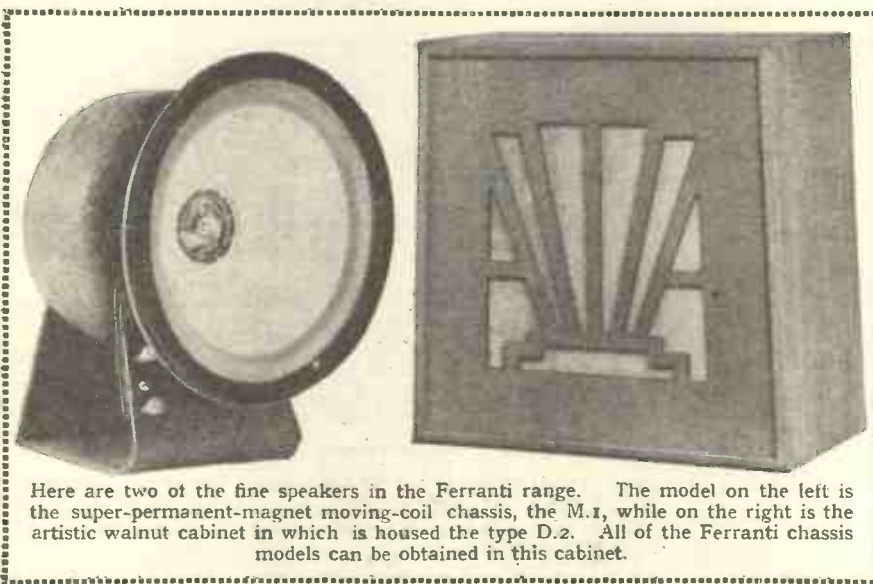 Here are two of the fine speakers in the Ferranti range. The model on the left is
the super-permanent-magnet moving-coil chassis, the M.1, while on the right is the
artistic walnut cabinet in which is housed the type D.2. All of the Ferranti chassis
models can be obtained in this cabinet.